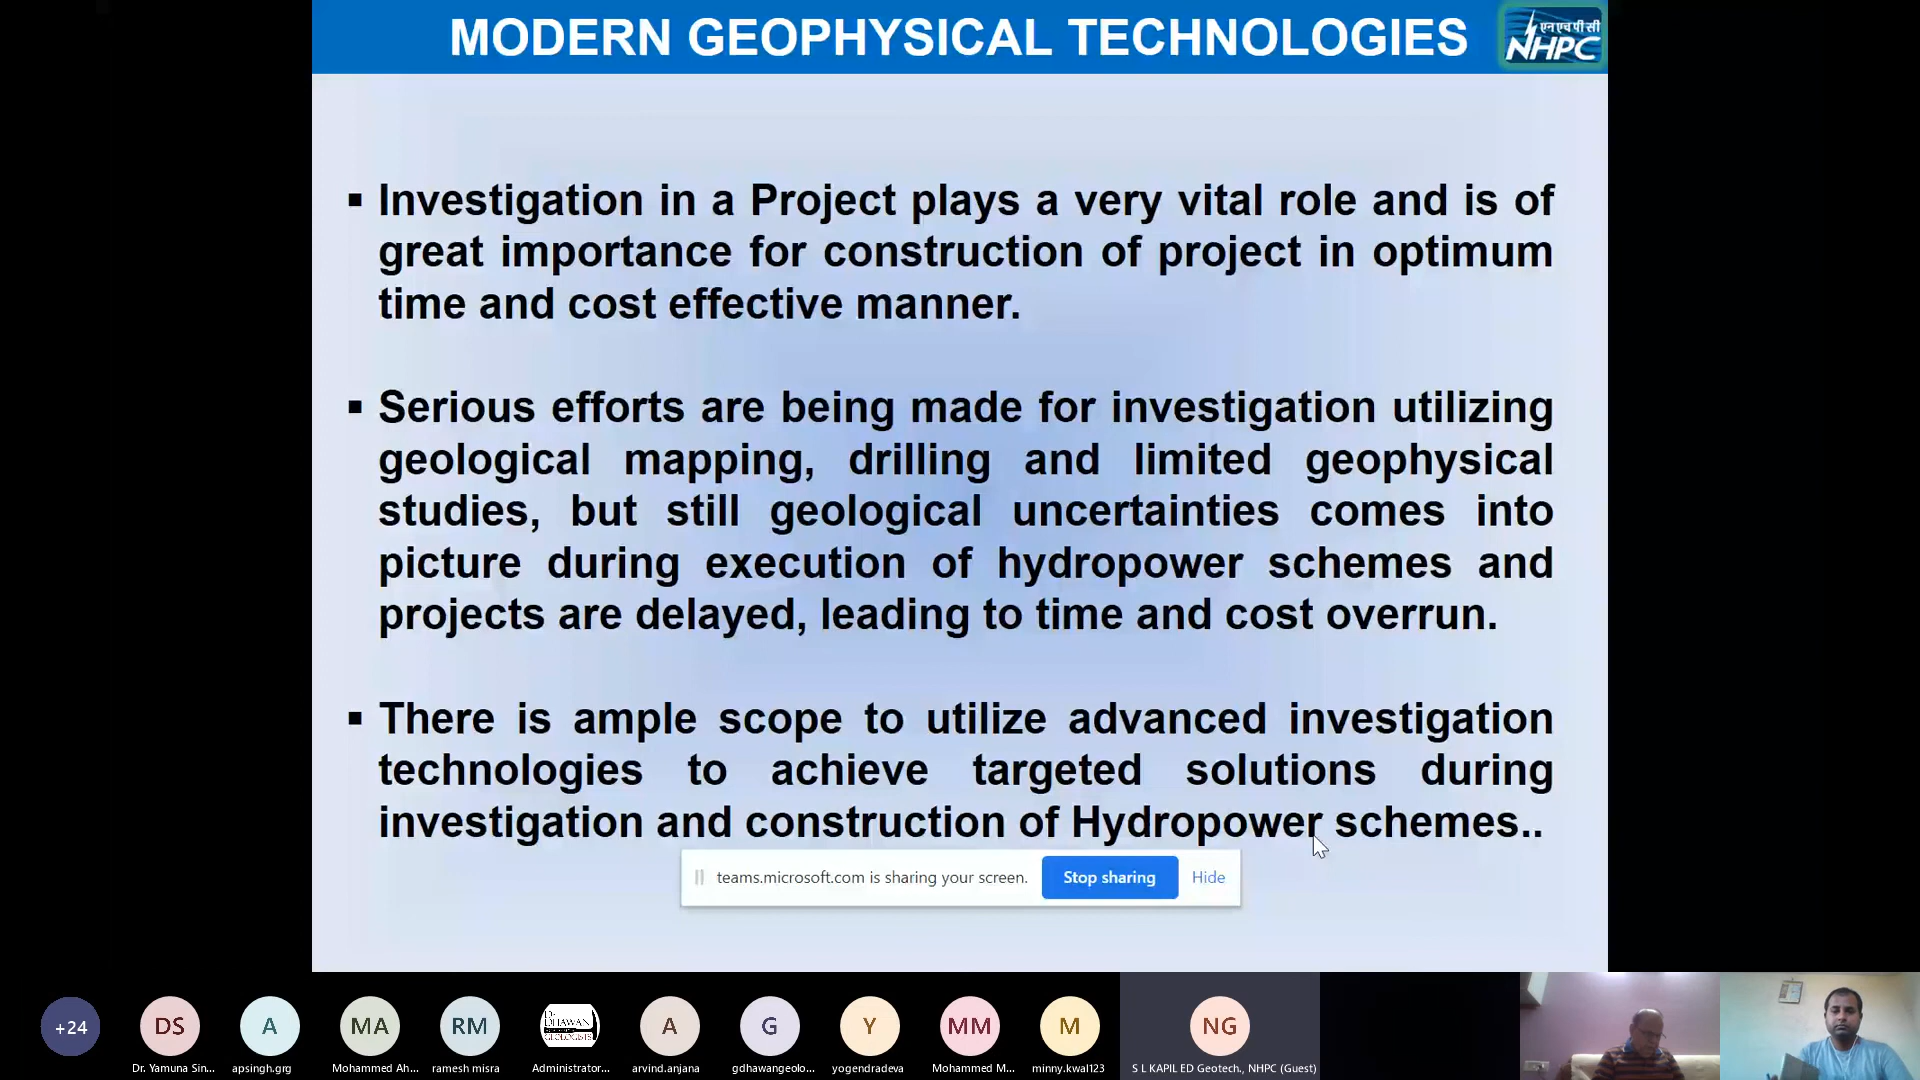 MODERN GEOPHYSICAL TECHNOLOGIES
एनएचपीसी
NHPC
▪ Investigation in a Project plays a very vital role and is of
great importance for construction of project in optimum
time and cost effective manner.
▪ Serious efforts are being made for investigation utilizing
geological mapping, drilling and limited geophysical
studies, but still geological uncertainties comes into
picture during execution of hydropower schemes and
projects are delayed, leading to time and cost overrun.
▪ There is ample scope to utilize advanced investigation
technologies to achieve targeted solutions during
investigation and construction of Hydropower schemes..
teams.microsoft.com is sharing your screen. Stop sharing Hide
+24 DS A MA RM DHAWAN GEOLOGISTS A G Y MM M NG
Dr. Yamuna Sin... apsingh.grg Mohammed Ah... ramesh misra Administrator... arvind.anjana gdhawangeolo... yogendradeva Mohammed M... minny.kwal123 S L KAPIL ED Geotech., NHPC (Guest)